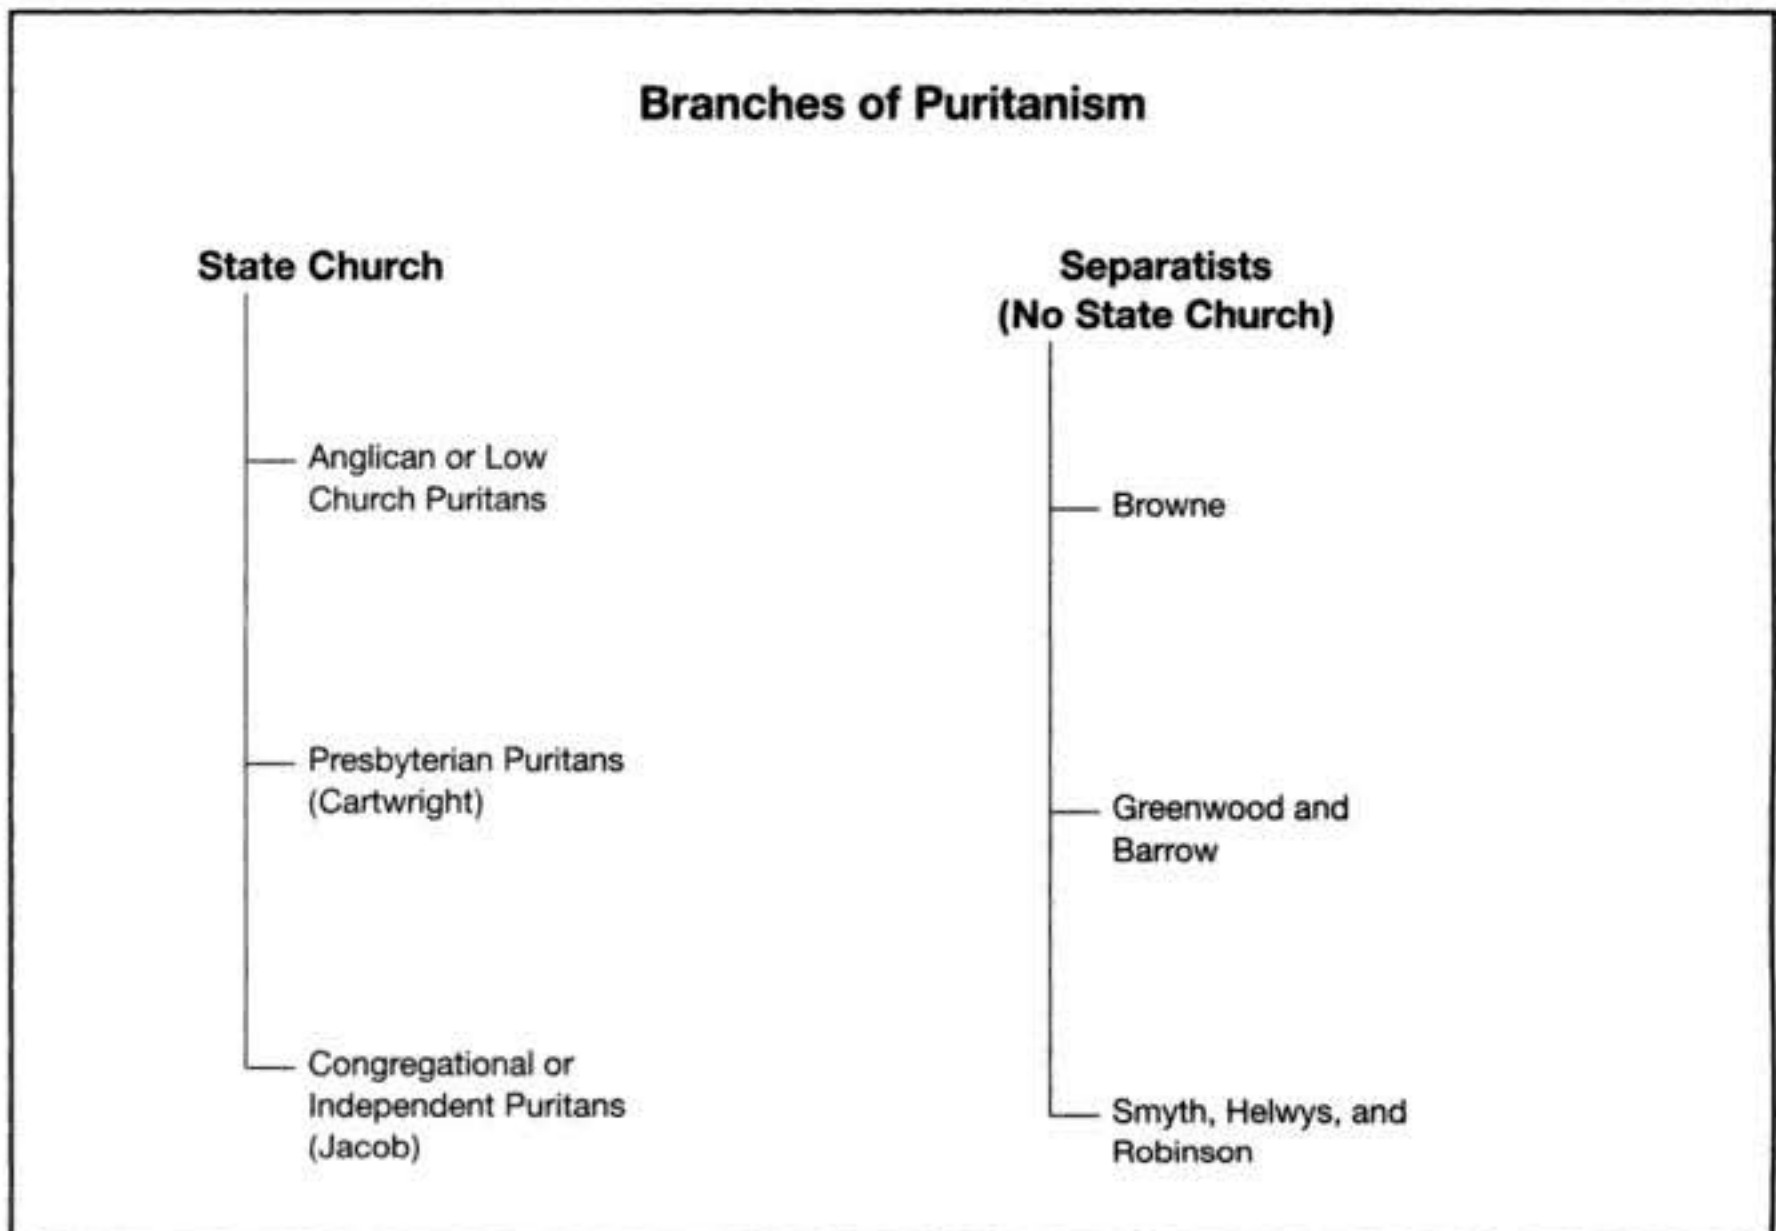 Branches of Puritanism
State Church
Anglican or Low
Church Puritans
Presbyterian Puritans
(Cartwright)
Congregational or
Independent Puritans
(Jacob)
Separatists
(No State Church)
Browne
Greenwood and
Barrow
Smyth, Helwys, and
Robinson